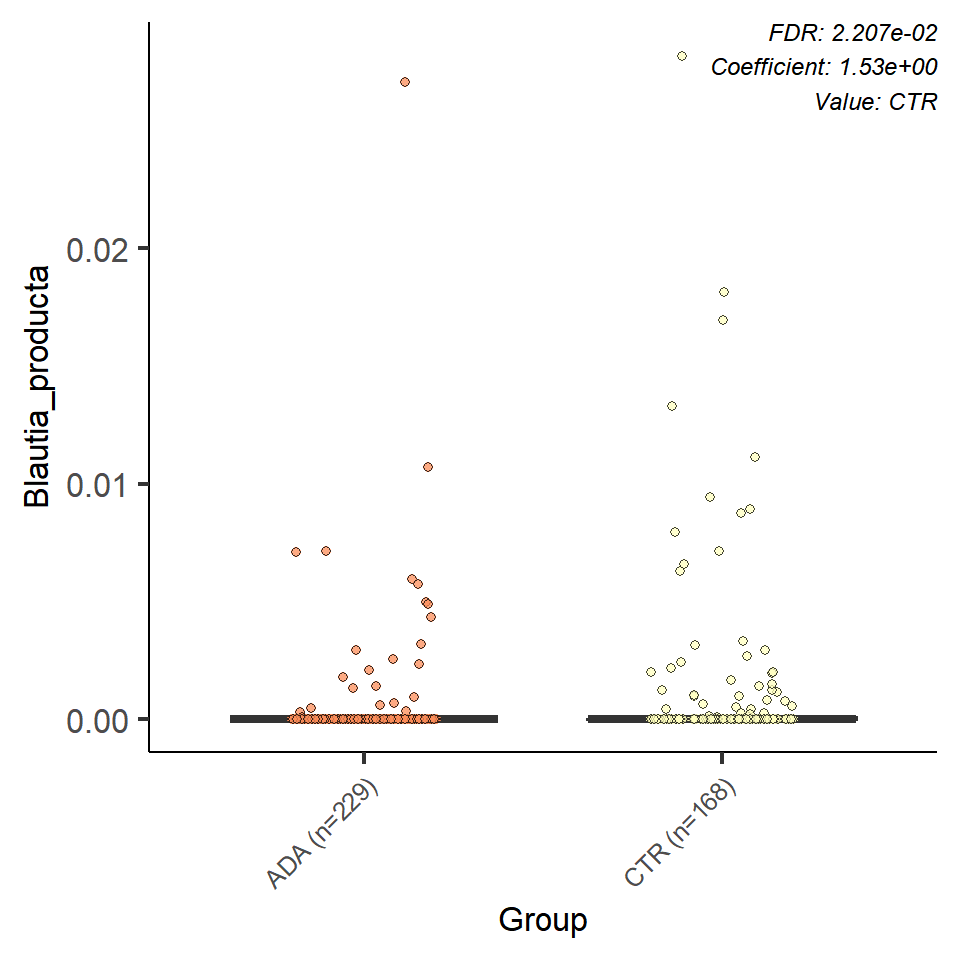 FDR: 2.207e-02
Coefficient: 1.53e+00
Value: CTR
Blautia_producta
0.02
0.01
0.00
ADA (n=229)
CTR (n=168)
Group